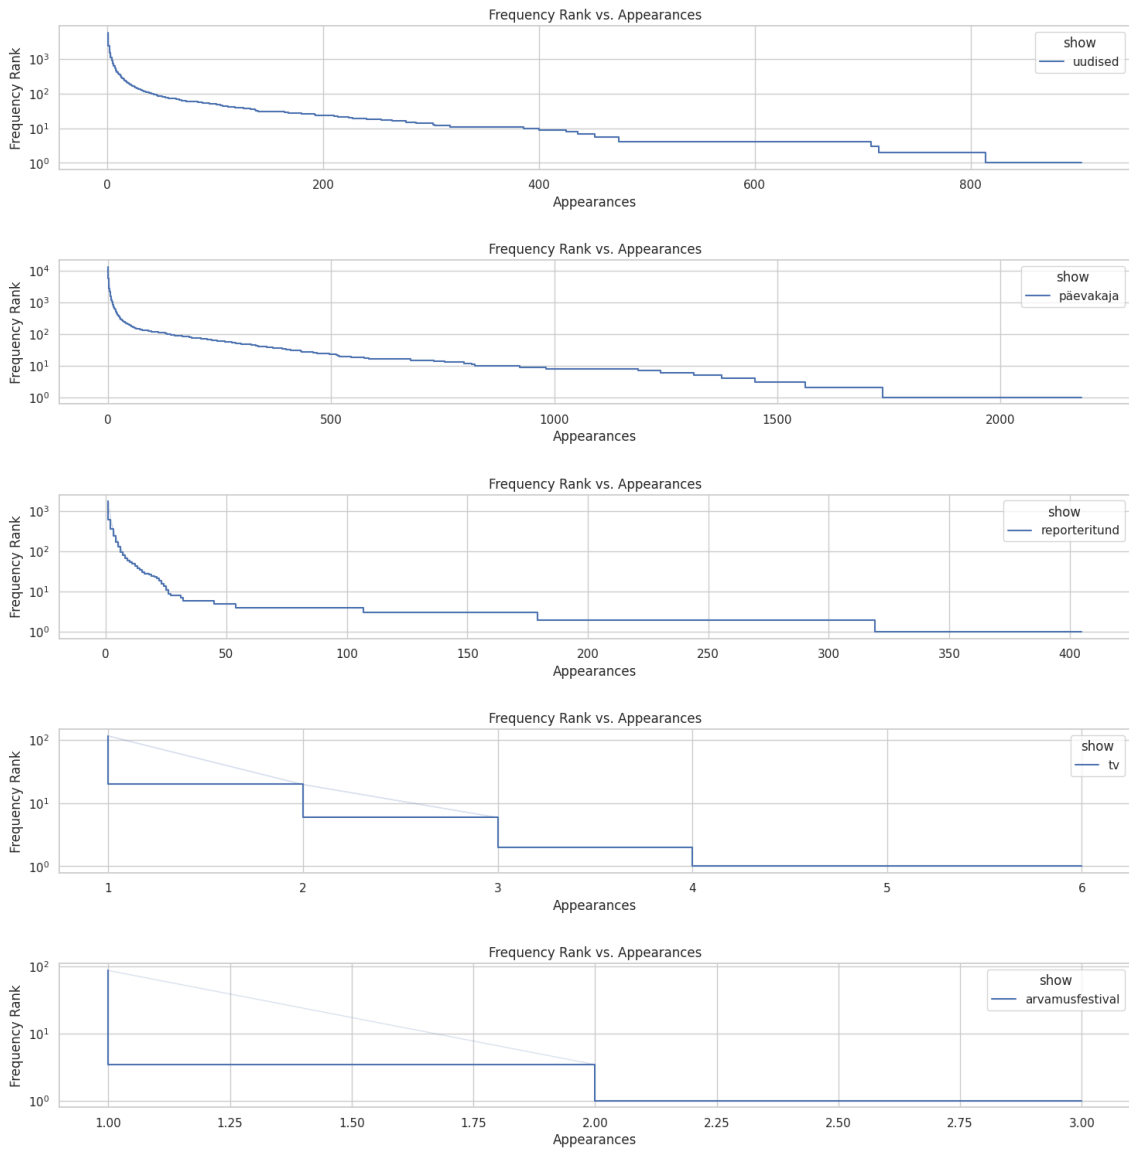 Frequency Rank vs. Appearances
show
uudised
Frequency Rank
10³
10²
10¹
10⁰
0 200 400 600 800
Appearances
Frequency Rank vs. Appearances
show
päevakaja
Frequency Rank
10⁴
10³
10²
10¹
10⁰
0 500 1000 1500 2000
Appearances
Frequency Rank vs. Appearances
show
reporteritund
Frequency Rank
10³
10²
10¹
10⁰
0 50 100 150 200 250 300 350 400
Appearances
Frequency Rank vs. Appearances
show
tv
Frequency Rank
10²
10¹
10⁰
1 2 3 4 5 6
Appearances
Frequency Rank vs. Appearances
show
arvamusfestival
Frequency Rank
10²
10¹
10⁰
1.00 1.25 1.50 1.75 2.00 2.25 2.50 2.75 3.00
Appearances